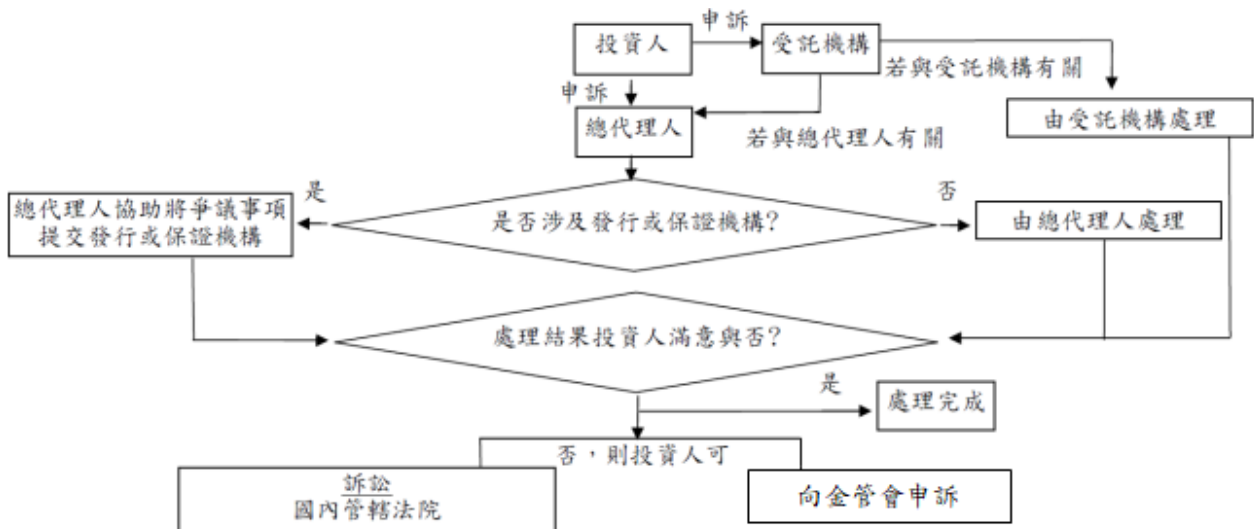 申訴
投資人
受託機構
若與受託機構有關
申訴
總代理人
若與總代理人有關
由受託機構處理
是
否
總代理人協助將爭議事項
提交發行或保證機構
是否涉及發行或保證機構?
由總代理人處理
處理結果投資人滿意與否?
是
處理完成
否，則投資人可
訴訟
國內管轄法院
向金管會申訴